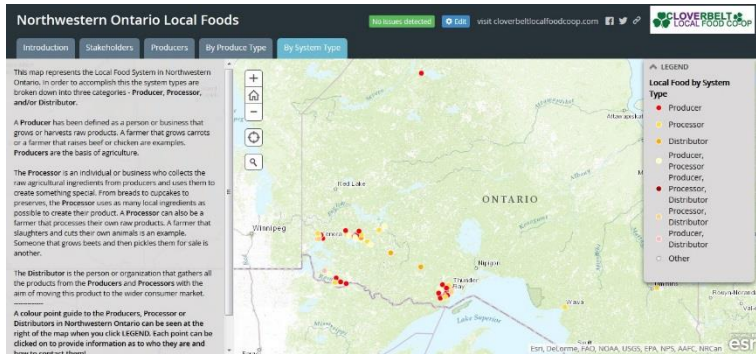 Northwestern Ontario Local Foods
No issues detected
Edit
visit cloverbeltlocalfoodcoop.com
CLOVERBELT
LOCAL FOOD CO-OP
Introduction
Stakeholders
Producers
By Produce Type
By System Type
This map represents the Local Food System in Northwestern
Ontario. In order to accomplish this the system types are
broken down into three categories - Producer, Processor,
and/or Distributor.
A Producer has been defined as a person or business that
grows or harvests raw products. A farmer that grows carrots
or a farmer that raises beef or chicken are examples.
Producers are the basis of agriculture.
The Processor is an individual or business who collects the
raw agricultural ingredients from producers and uses them to
create something special. From breads to cupcakes to
preserves, the Processor uses as many local ingredients as
possible to create their product. A Processor can also be a
farmer that processes their own raw products. A farmer that
slaughters and cuts their own animals is an example.
Someone that grows beets and then pickles them for sale is
another.
The Distributor is the person or organization that gathers all
the products from the Producers and Processors with the
aim of moving this product to the wider consumer market.
---------------
A colour point guide to the Producers, Processor or
Distributors in Northwestern Ontario can be seen at the
right of the map when you click LEGEND. Each point can be
clicked on to provide information as to who they are and
how to contact them!
Red Lake
ONTARIO
Winnipeg
Kenora
Nipigon
Thunder
Bay
Lake Superior
Wawa
Timmins
Rouyn-Noranda
LEGEND
Local Food by System
Type
Producer
Processor
Distributor
Producer,
Processor
Producer,
Processor,
Distributor
Processor,
Distributor
Producer,
Distributor
Other
Esri, DeLorme, FAO, NOAA, USGS, EPA, NPS, AAFC, NRCan
esri